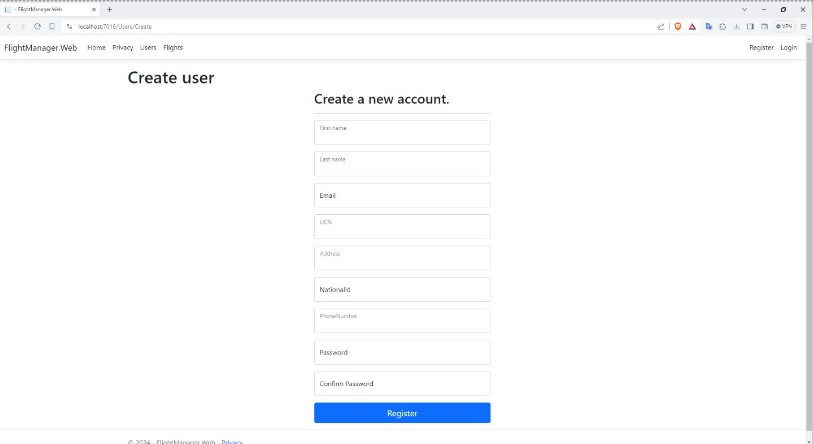 - FlightManager.Web
localhost:7016/Users/Create
VPN
FlightManager.Web Home Privacy Users Flights Register Login
Create user
Create a new account.
First name
Last name
Email
UCN
Address
NationalId
PhoneNumber
Password
Confirm Password
Register
© 2024 - FlightManager.Web - Privacy